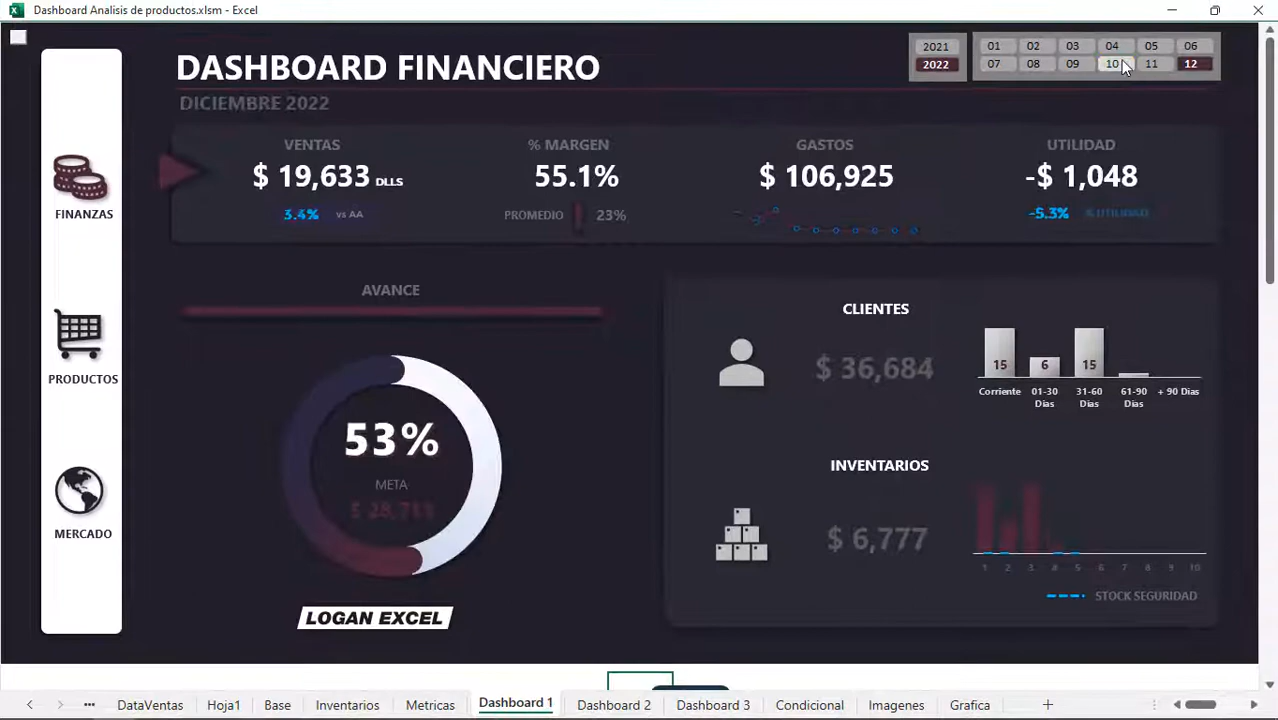 Dashboard Analisis de productos.xlsm - Excel
2021
2022
01 02 03 04 05 06
07 08 09 10 11 12
DASHBOARD FINANCIERO
DICIEMBRE 2022
FINANZAS
PRODUCTOS
MERCADO
VENTAS
$ 19,633 DLLS
3.4% vs AA
% MARGEN
55.1%
PROMEDIO 23%
GASTOS
$ 106,925
UTILIDAD
-$ 1,048
-5.3% % UTILIDAD
AVANCE
53%
META
LOGAN EXCEL
CLIENTES
$ 36,684
15 6 15
Corriente 01-30 Dias 31-60 Dias 61-90 Dias + 90 Dias
INVENTARIOS
$ 6,777
1 2 3 4 5 6 7 8 9 10
STOCK SEGURIDAD
DataVentas Hoja1 Base Inventarios Metricas Dashboard 1 Dashboard 2 Dashboard 3 Condicional Imagenes Grafica